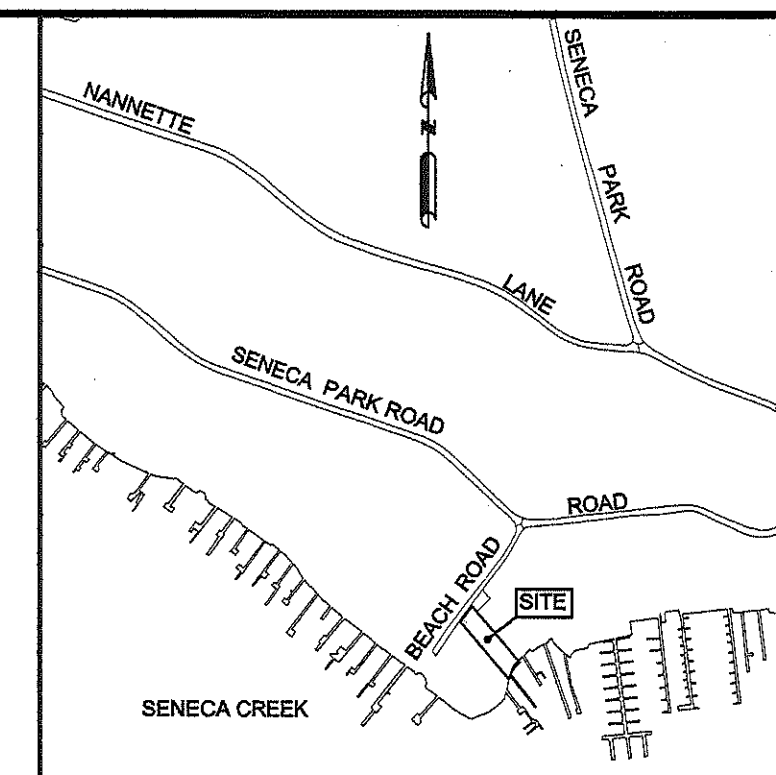 NANNETTE
LANE
SENECA PARK ROAD
N
SENECA PARK ROAD
ROAD
BEACH ROAD
SITE
SENECA CREEK